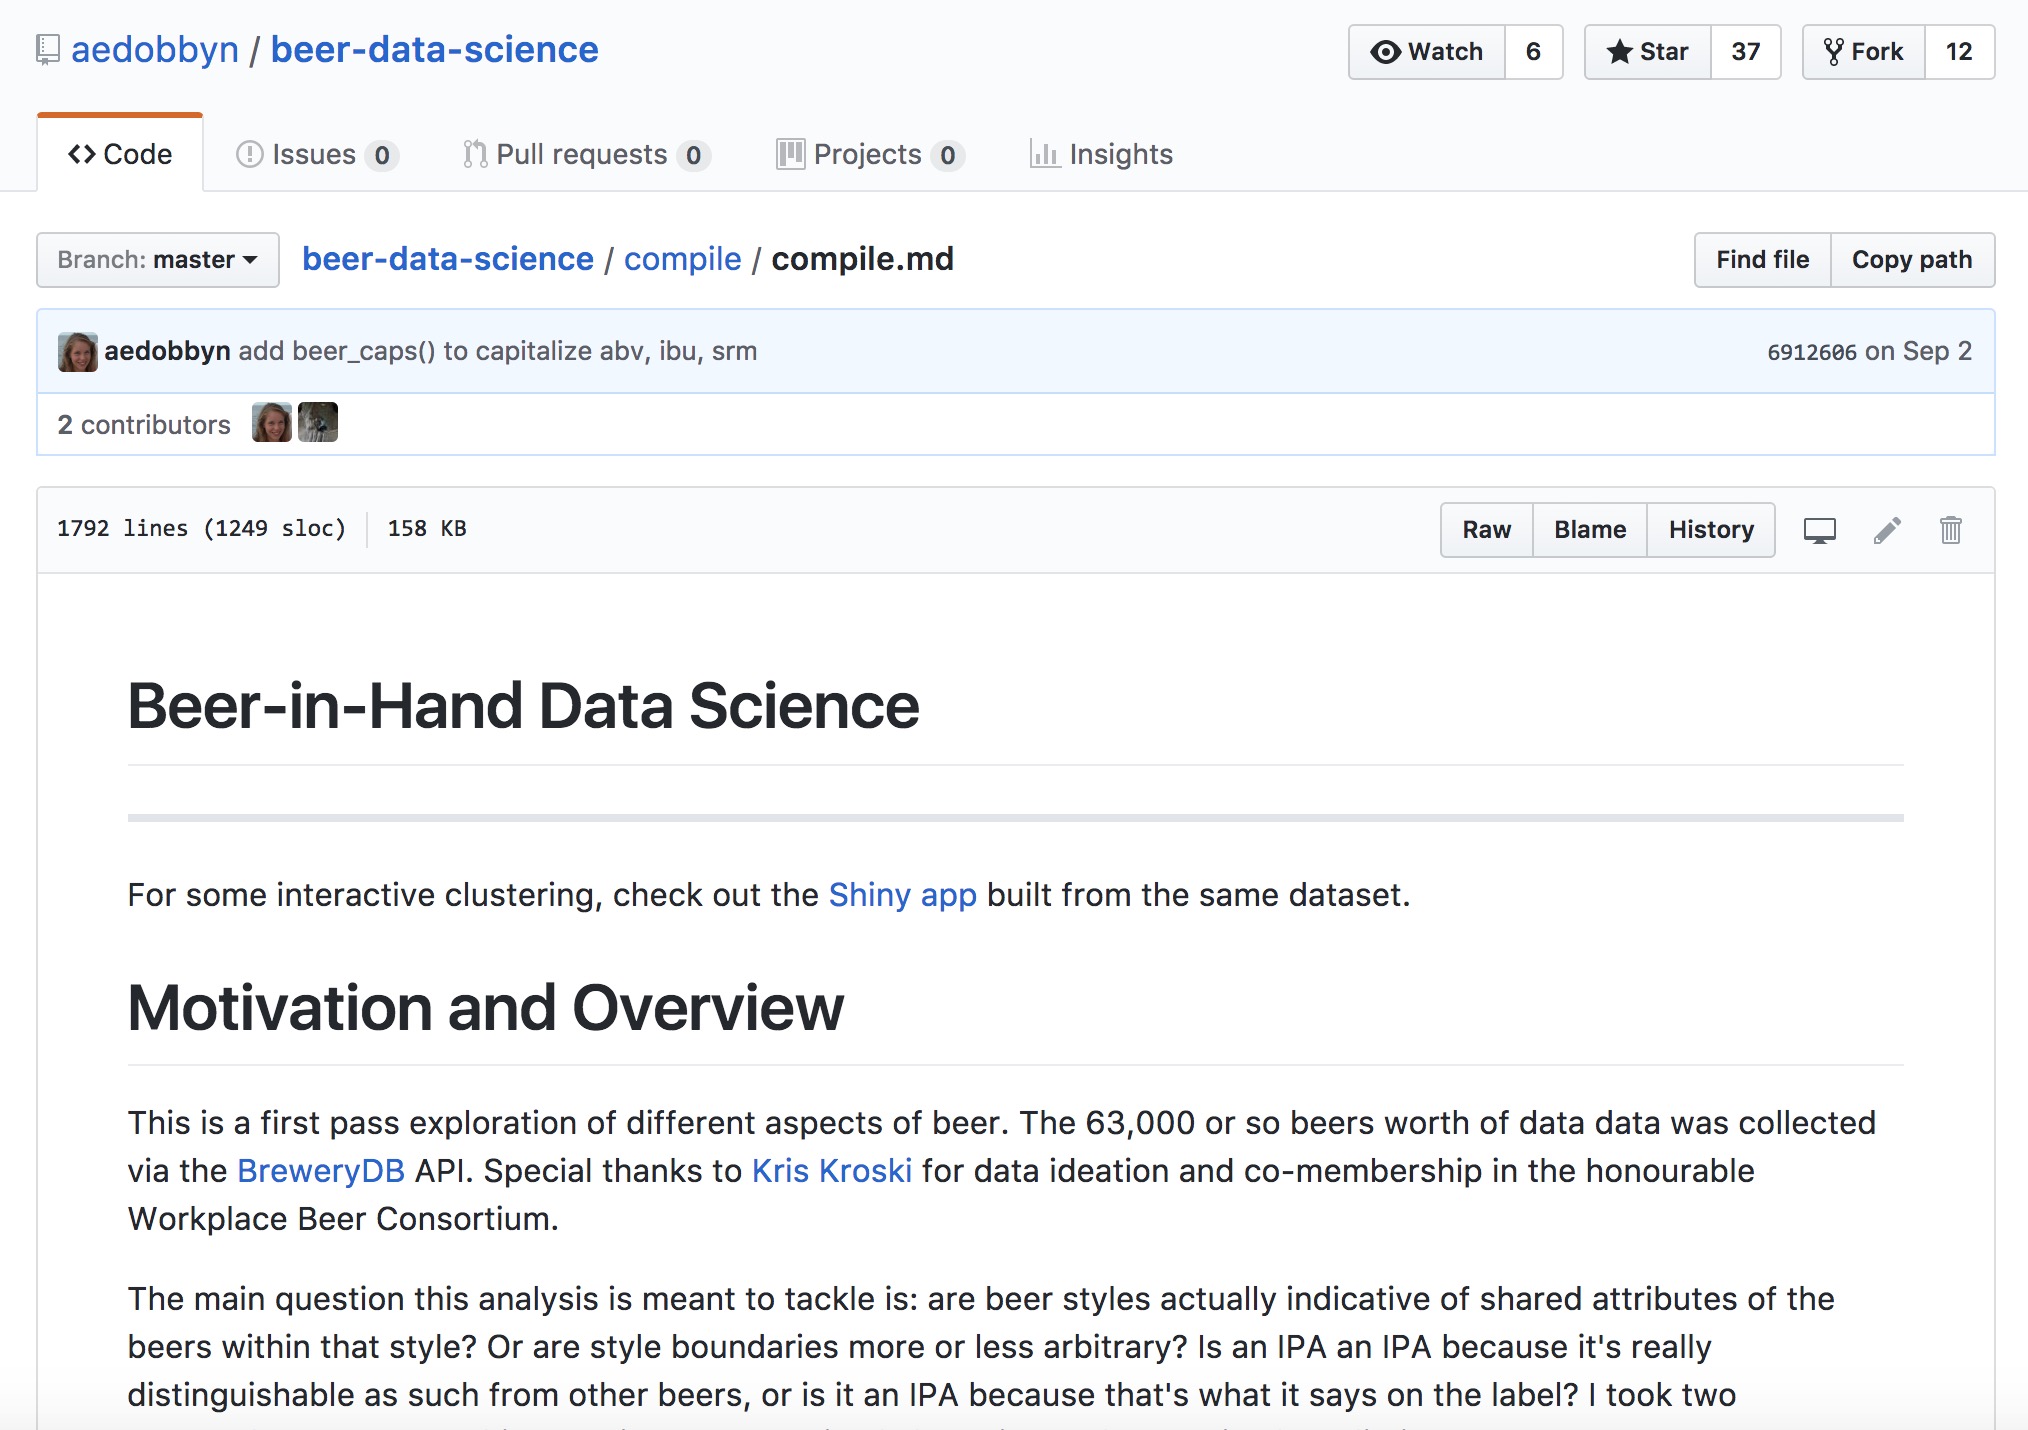 aedobbyn / beer-data-science
Watch 6 Star 37 Fork 12
Code Issues 0 Pull requests 0 Projects 0 Insights
Branch: master beer-data-science / compile / compile.md Find file Copy path
aedobbyn add beer_caps() to capitalize abv, ibu, srm 6912606 on Sep 2
2 contributors
1792 lines (1249 sloc) 158 KB Raw Blame History
Beer-in-Hand Data Science
For some interactive clustering, check out the Shiny app built from the same dataset.
Motivation and Overview
This is a first pass exploration of different aspects of beer. The 63,000 or so beers worth of data data was collected
via the BreweryDB API. Special thanks to Kris Kroski for data ideation and co-membership in the honourable
Workplace Beer Consortium.
The main question this analysis is meant to tackle is: are beer styles actually indicative of shared attributes of the
beers within that style? Or are style boundaries more or less arbitrary? Is an IPA an IPA because it's really
distinguishable as such from other beers, or is it an IPA because that's what it says on the label? I took two